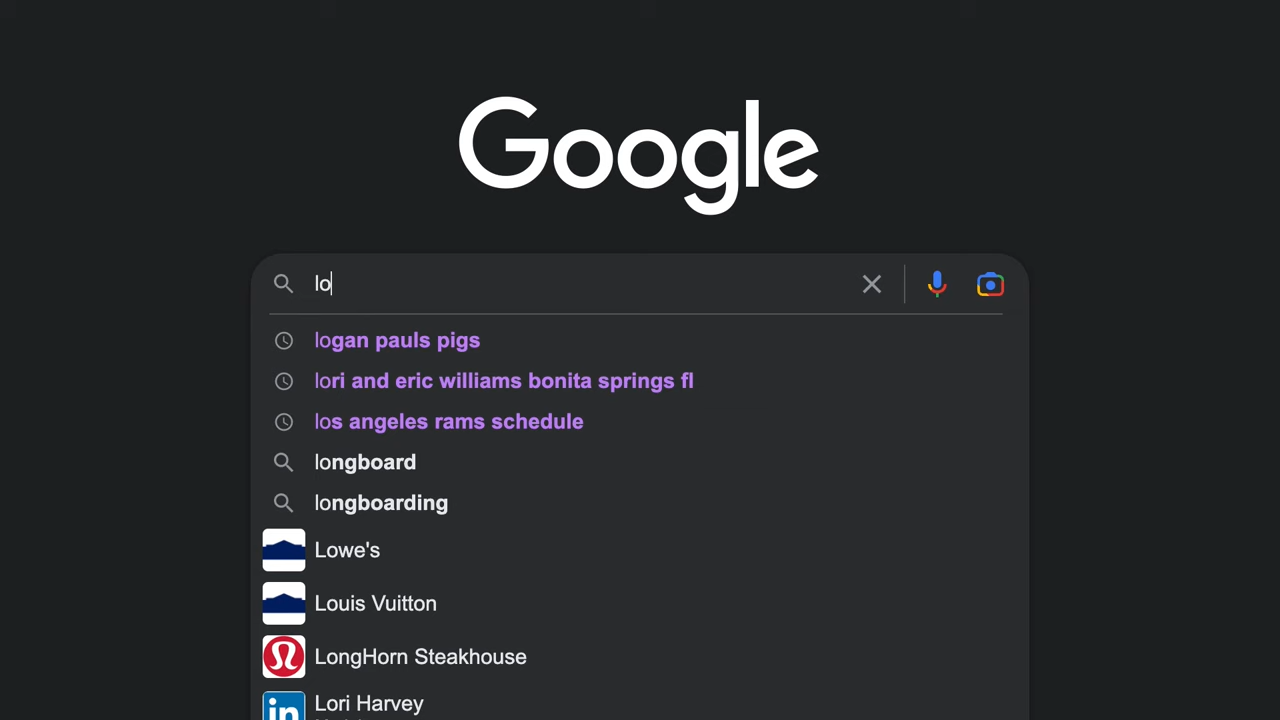 Google
lo
logan pauls pigs
lori and eric williams bonita springs fl
los angeles rams schedule
longboard
longboarding
Lowe's
Louis Vuitton
LongHorn Steakhouse
in
Lori Harvey